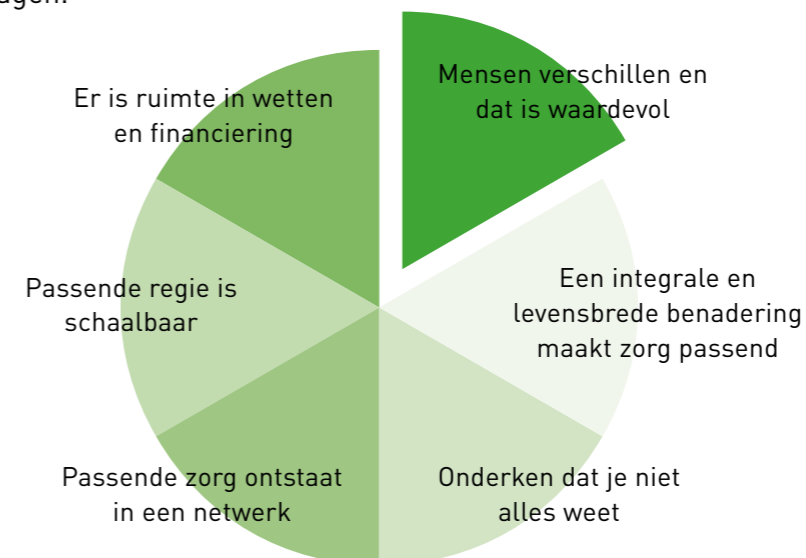 agen.
Mensen verschillen en
dat is waardevol
Een integrale en
levensbrede benadering
maakt zorg passend
Onderken dat je niet
alles weet
Passende zorg ontstaat
in een netwerk
Passende regie is
schaalbaar
Er is ruimte in wetten
en financiering